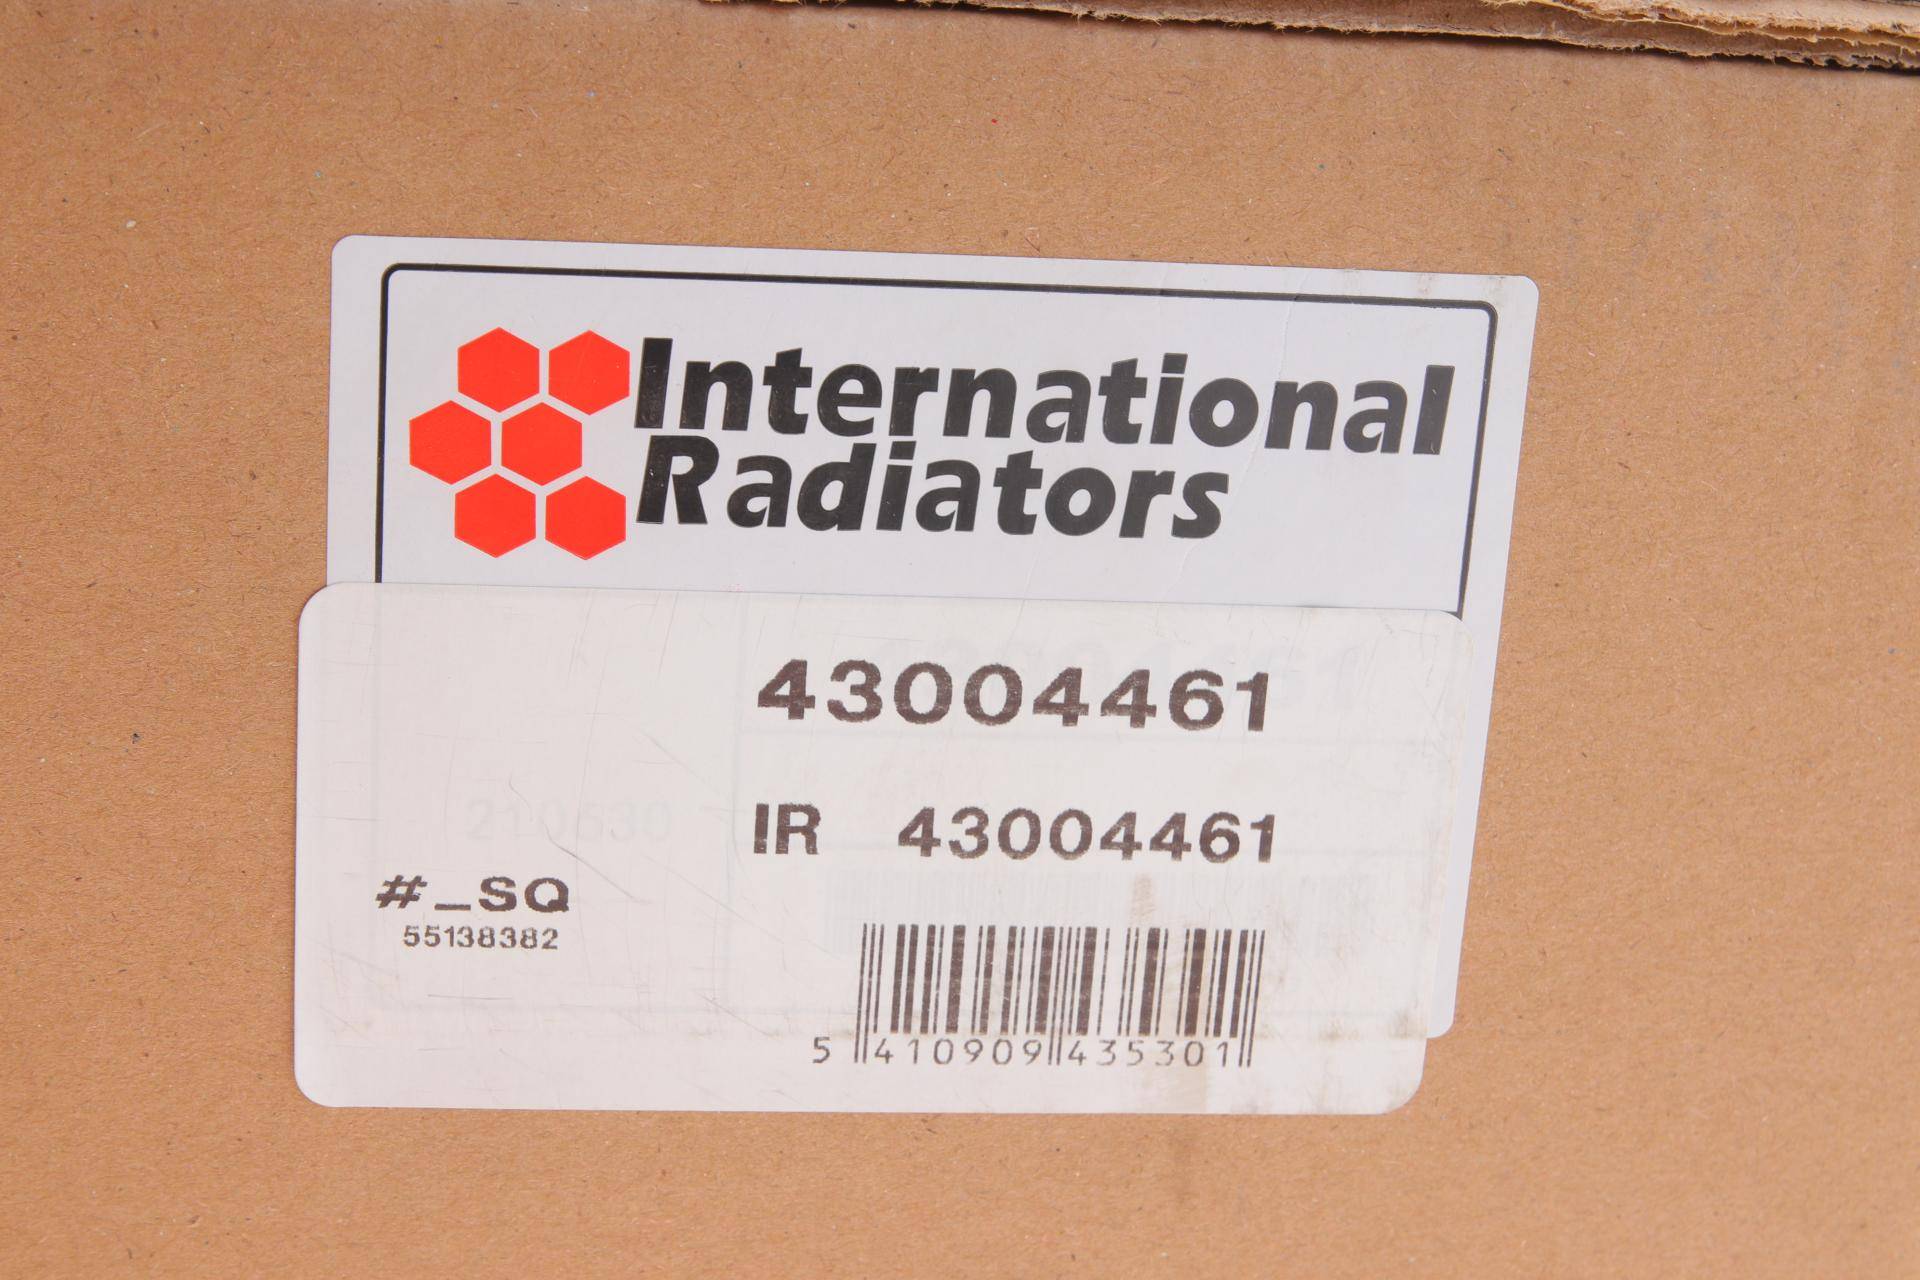 International
Radiators
43004461
IR 43004461
#_SQ
55138382
5 410909 435301